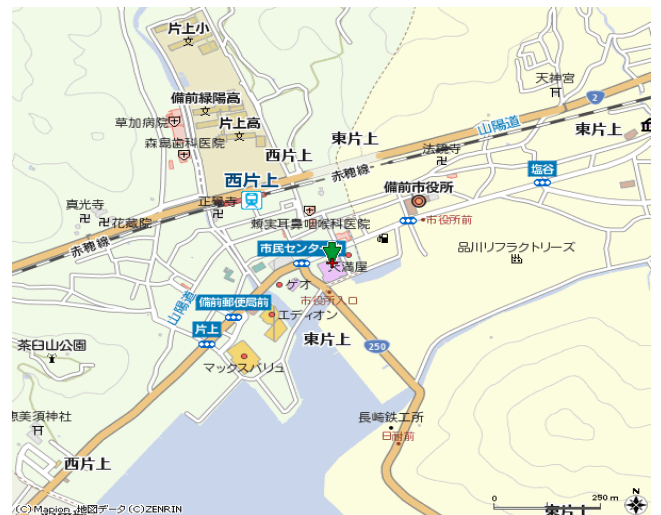 片上小
備前緑陽高
草加病院
片上高
森島歯科医院
西片上
東片上
天神宮
2
山陽道
東片上
法鏡寺
赤穂線
塩谷
備前市役所
西片上
真光寺
花蔵院
正覚寺
頼実耳鼻咽喉科医院
市役所前
赤穂線
市民センター
天満屋
品川リフラクトリーズ
ゲオ
市役所入口
山陽道
備前郵便局前
エディオン
片上
東片上
250
茶臼山公園
マックスバリュ
長崎鉄工所
日耐前
恵美須神社
西片上
0 250 m
東片上
(C) Mapion 地図データ (C)ZENRIN